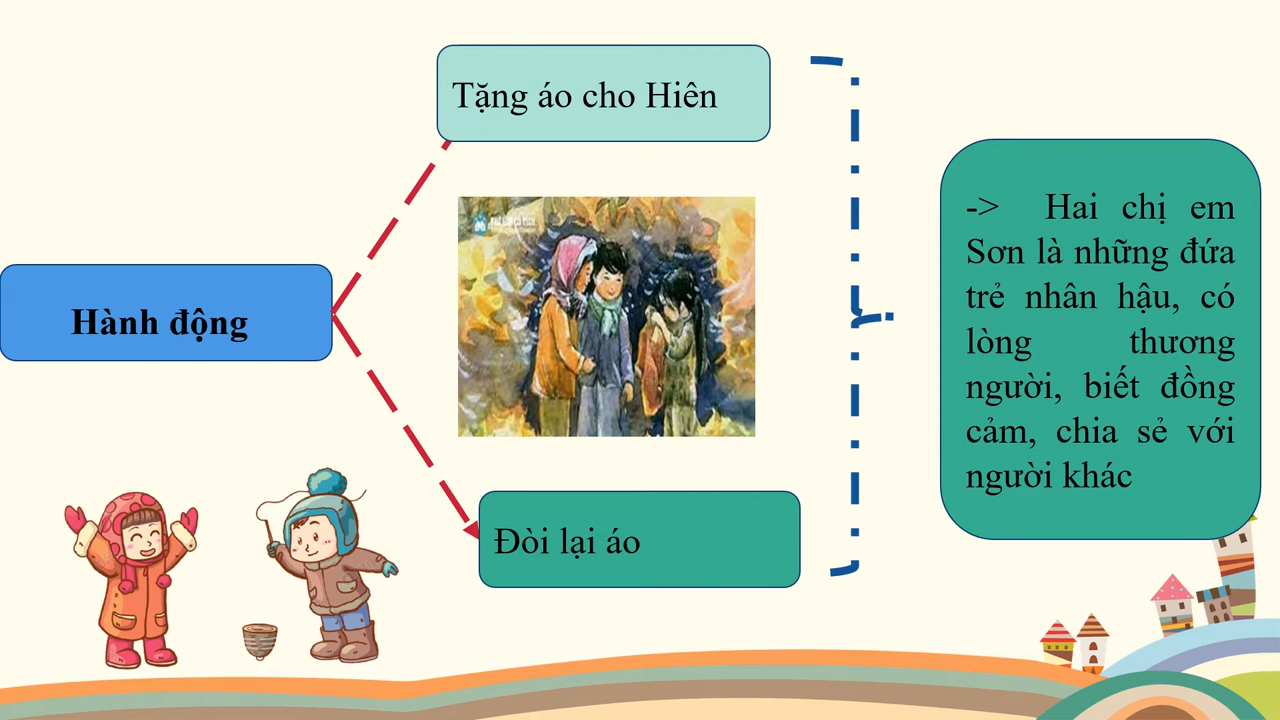 Tặng áo cho Hiên
Hành động
Đòi lại áo
-> Hai chị em
Sơn là những đứa
trẻ nhân hậu, có
lòng thương
người, biết đồng
cảm, chia sẻ với
người khác